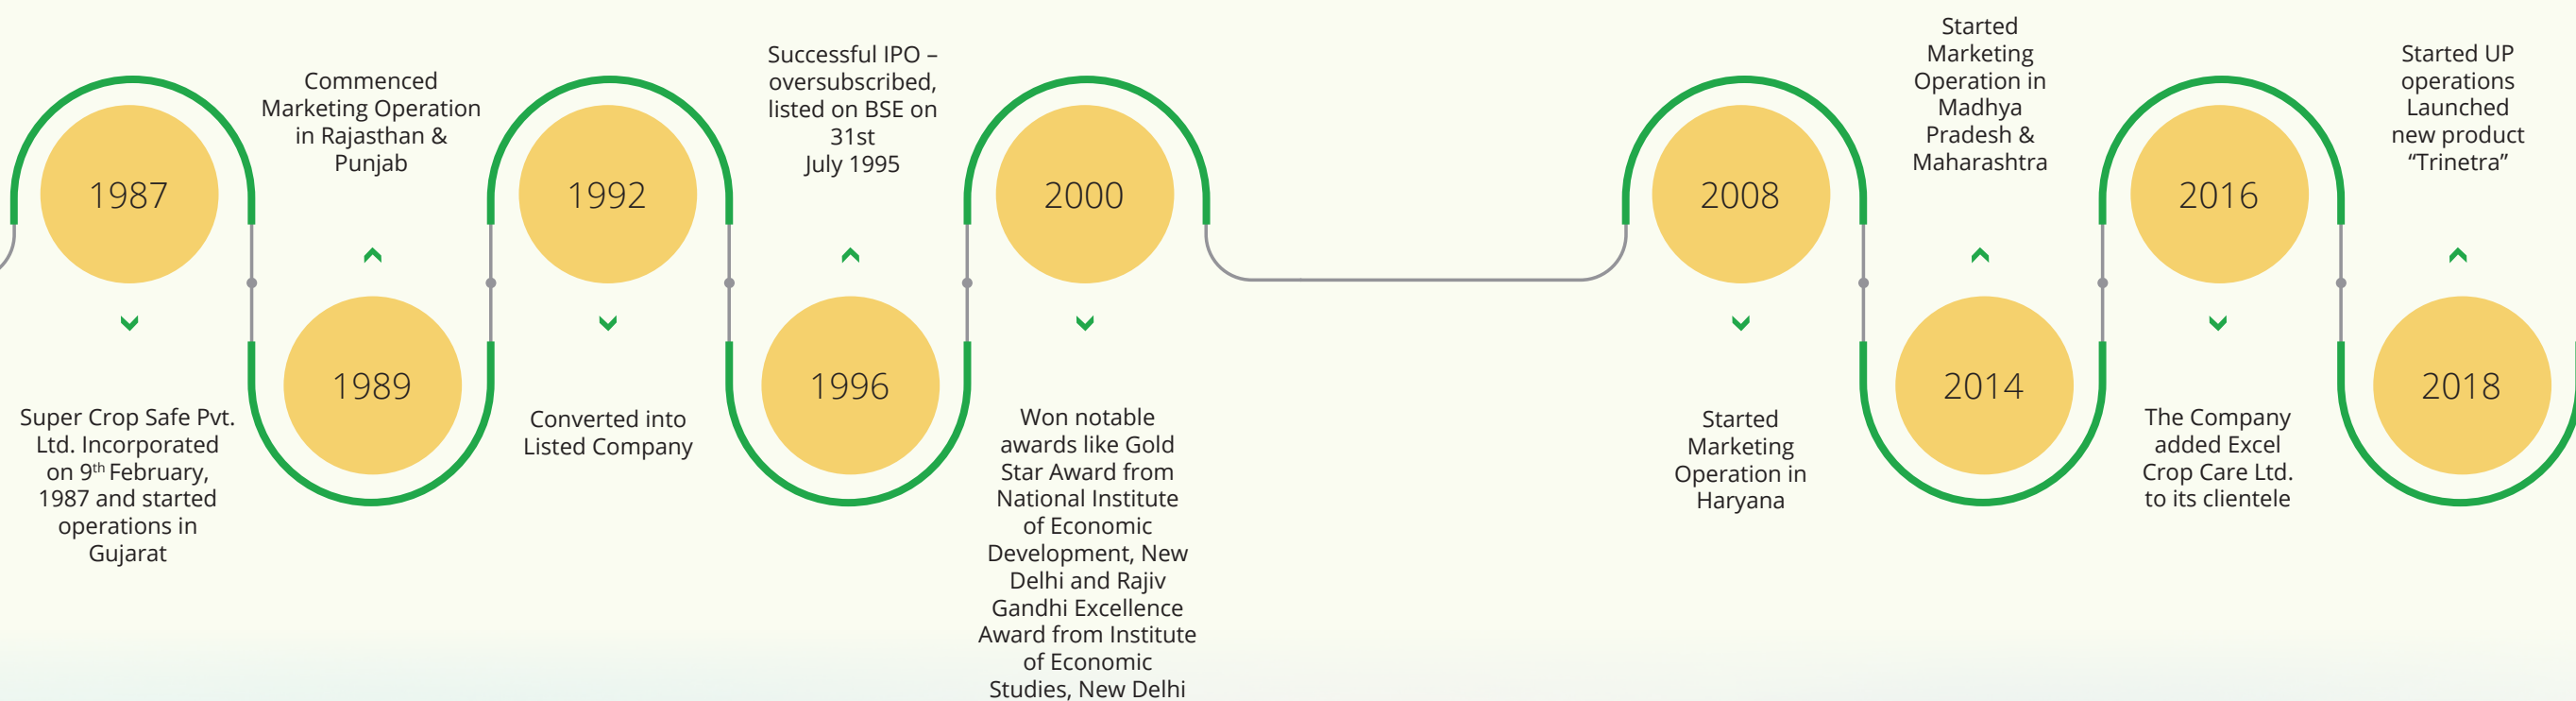 1987
Super Crop Safe Pvt.
Ltd. Incorporated
on 9th February,
1987 and started
operations in
Gujarat
Commenced
Marketing Operation
in Rajasthan &
Punjab
1989
1992
Converted into
Listed Company
Successful IPO –
oversubscribed,
listed on BSE on
31st
July 1995
1996
2000
Won notable
awards like Gold
Star Award from
National Institute
of Economic
Development, New
Delhi and Rajiv
Gandhi Excellence
Award from Institute
of Economic
Studies, New Delhi
2008
Started
Marketing
Operation in
Haryana
Started
Marketing
Operation in
Madhya
Pradesh &
Maharashtra
2014
2016
The Company
added Excel
Crop Care Ltd.
to its clientele
Started UP
operations
Launched
new product
“Trinetra”
2018